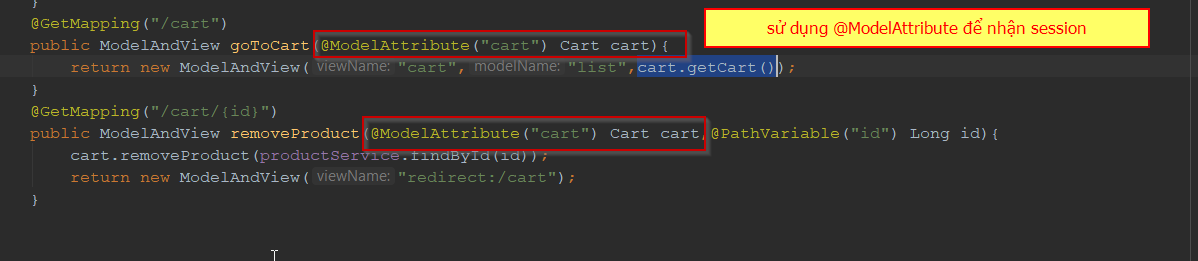 }
@GetMapping("/cart")
sử dụng @ModelAttribute để nhận session
public ModelAndView goToCart(@ModelAttribute("cart") Cart cart){
return new ModelAndView( viewName: "cart", modelName: "list",cart.getCart());
}
@GetMapping("/cart/{id}")
public ModelAndView removeProduct(@ModelAttribute("cart") Cart cart,@PathVariable("id") Long id){
cart.removeProduct(productService.findById(id));
return new ModelAndView( viewName: "redirect:/cart");
}